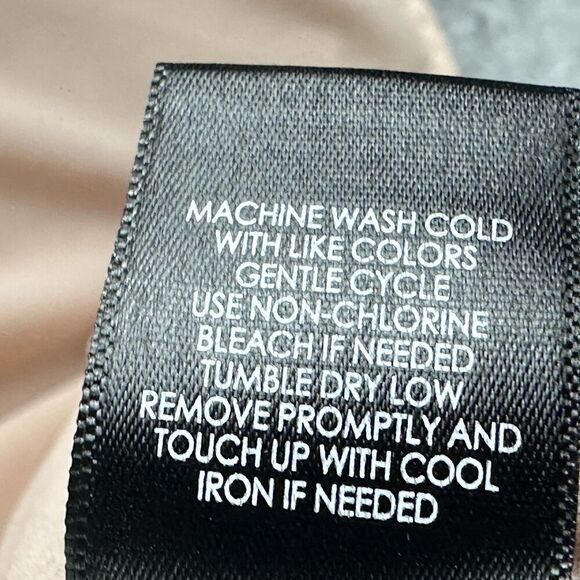 MACHINE WASH COLD
WITH LIKE COLORS
GENTLE CYCLE
USE NON-CHLORINE
BLEACH IF NEEDED
TUMBLE DRY LOW
REMOVE PROMPTLY AND
TOUCH UP WITH COOL
IRON IF NEEDED